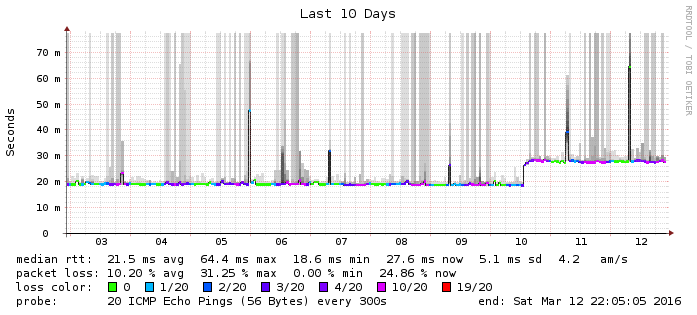 Last 10 Days
RRDTOOL / TOBI OETIKER
Seconds
70 m
60 m
50 m
40 m
30 m
20 m
10 m
0
03 04 05 06 07 08 09 10 11 12
median rtt: 21.5 ms avg 64.4 ms max 18.6 ms min 27.6 ms now 5.1 ms sd 4.2 am/s
packet loss: 10.20 % avg 31.25 % max 0.00 % min 24.86 % now
loss color: 0 1/20 2/20 3/20 4/20 10/20 19/20
probe: 20 ICMP Echo Pings (56 Bytes) every 300s end: Sat Mar 12 22:05:05 2016